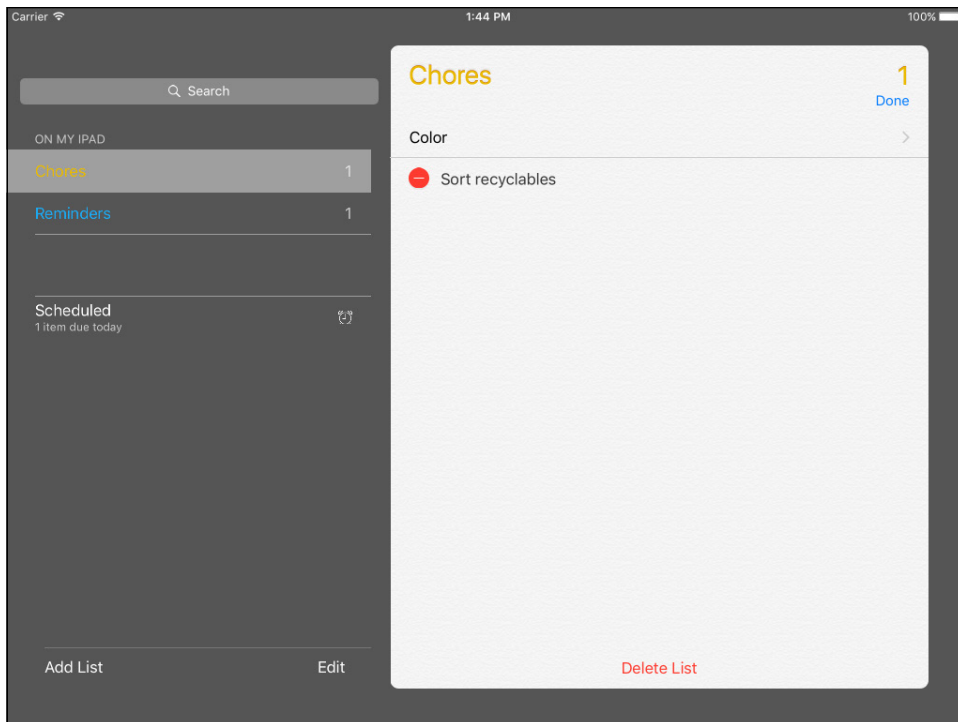 Carrier 1:44 PM 100%
Search
ON MY IPAD
Chores 1
Reminders 1
Scheduled
1 item due today
Add List Edit
Chores 1
Done
Color
Sort recyclables
Delete List